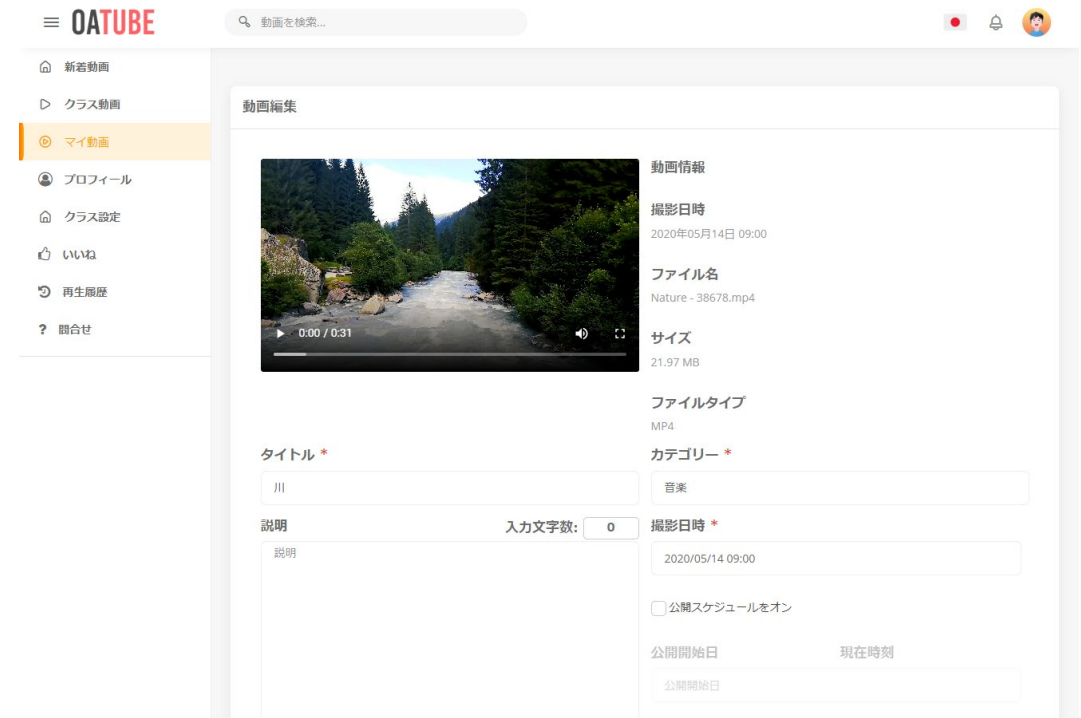 OATUBE
動画を検索...
新着動画
クラス動画
マイ動画
プロフィール
クラス設定
いいね
再生履歴
? 問合せ
動画編集
0:00 / 0:31
動画情報
撮影日時
2020年05月14日 09:00
ファイル名
Nature - 38678.mp4
サイズ
21.97 MB
ファイルタイプ
MP4
タイトル *
川
カテゴリー *
音楽
説明
入力文字数: 0
説明
撮影日時 *
2020/05/14 09:00
公開スケジュールをオン
公開開始日 現在時刻
公開開始日